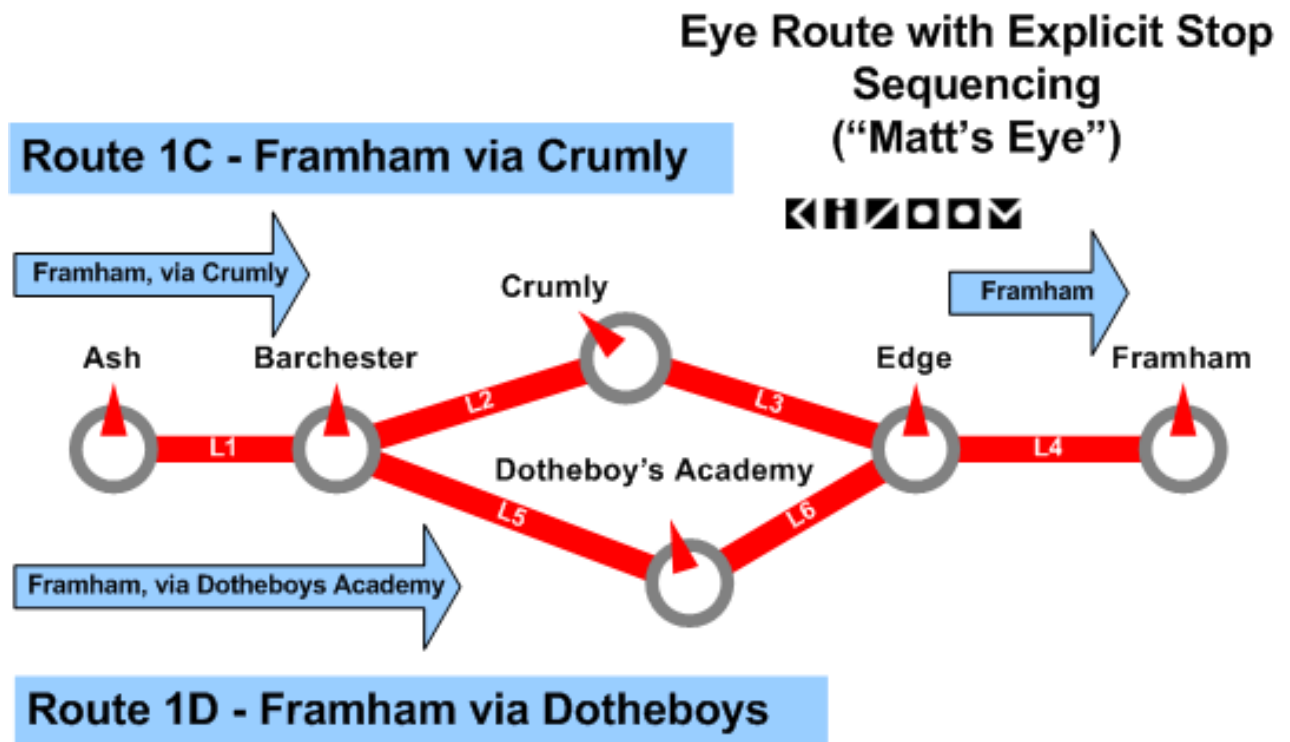 Eye Route with Explicit Stop
Sequencing
(“Matt’s Eye”)
Route 1C - Framham via Crumly
KIZOOM
Framham, via Crumly
Framham
Crumly
Ash
Barchester
Edge
Framham
L1
L2
L3
L4
Dotheboy’s Academy
L5
L6
Framham, via Dotheboys Academy
Route 1D - Framham via Dotheboys